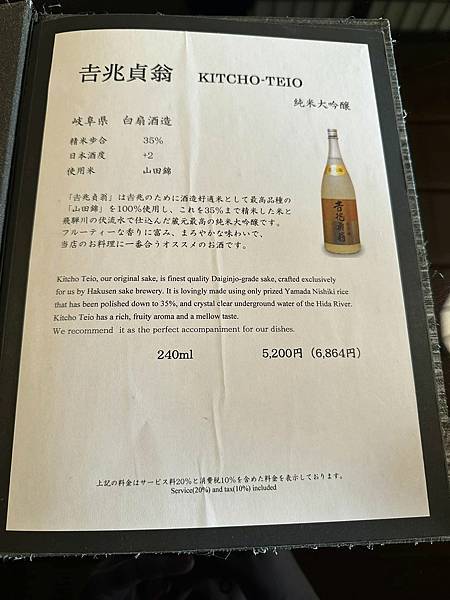 吉兆貞翁 KITCHO-TEIO
純米大吟醸
岐阜県 白扇酒造
精米歩合 35%
日本酒度 +2
使用米 山田錦
「吉兆貞翁」は吉兆のために酒造好適米として最高品種の
「山田錦」を100%使用し、これを35%まで精米した米と
飛騨川の伏流水で仕込んだ蔵元最高の純米大吟醸です。
フルーティーな香りに富み、まろやかな味わいで、
当店のお料理に一番合うオススメのお酒です。
吉兆貞翁
Kitcho Teio, our original sake, is finest quality Daiginjo-grade sake, crafted exclusively
for us by Hakusen sake brewery. It is lovingly made using only prized Yamada Nishiki rice
that has been polished down to 35%, and crystal clear underground water of the Hida River.
Kitcho Teio has a rich, fruity aroma and a mellow taste.
We recommend it as the perfect accompaniment for our dishes.
240ml 5,200円（6,864円）
上記の料金はサービス料20%と消費税10%を含めた料金を表示しております。
Service(20%) and tax(10%) included